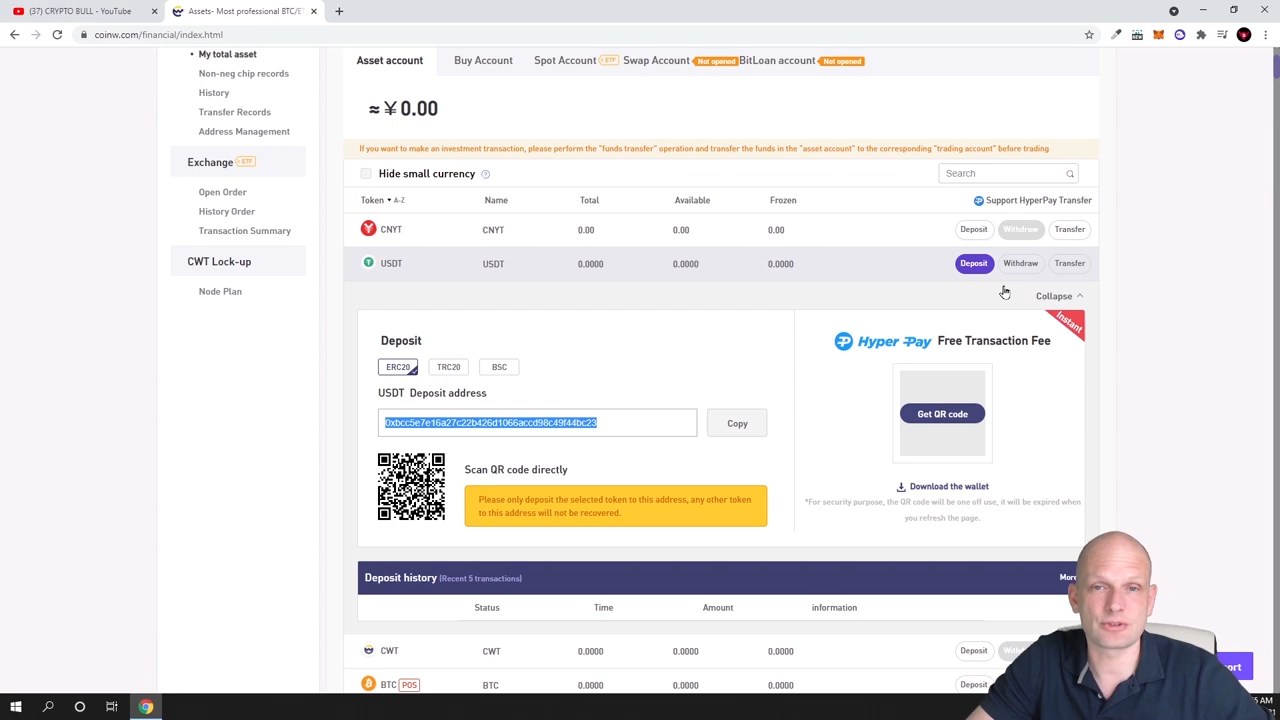 (37) CRYPTO BULL - YouTube
Assets- Most professional BTC/E
coinw.com/financial/index.html
My total asset
Non-neg chip records
History
Transfer Records
Address Management
Exchange ETF
Open Order
History Order
Transaction Summary
CWT Lock-up
Node Plan
Asset account Buy Account Spot Account ETF Swap Account Not opened BitLoan account Not opened
≈ ¥ 0.00
If you want to make an investment transaction, please perform the "funds transfer" operation and transfer the funds in the "asset account" to the corresponding "trading account" before trading
Hide small currency ?
Search
Token A-Z Name Total Available Frozen Support HyperPay Transfer
CNYT CNYT 0.00 0.00 0.00 Deposit Withdraw Transfer
USDT USDT 0.0000 0.0000 0.0000 Deposit Withdraw Transfer
Collapse
Instant
Deposit
ERC20 TRC20 BSC
USDT Deposit address
0xbcc5e7e16a27c22b426d1066accd98c49f44bc23
Copy
Scan QR code directly
Please only deposit the selected token to this address, any other token
to this address will not be recovered.
Hyper Pay Free Transaction Fee
Get QR code
Download the wallet
*For security purpose, the QR code will be one off use, it will be expired when
you refresh the page.
Deposit history (Recent 5 transactions)
More
Status Time Amount information
CWT CWT 0.0000 0.0000 0.0000 Deposit
BTC POS BTC 0.0000 0.0000 0.0000 Deposit